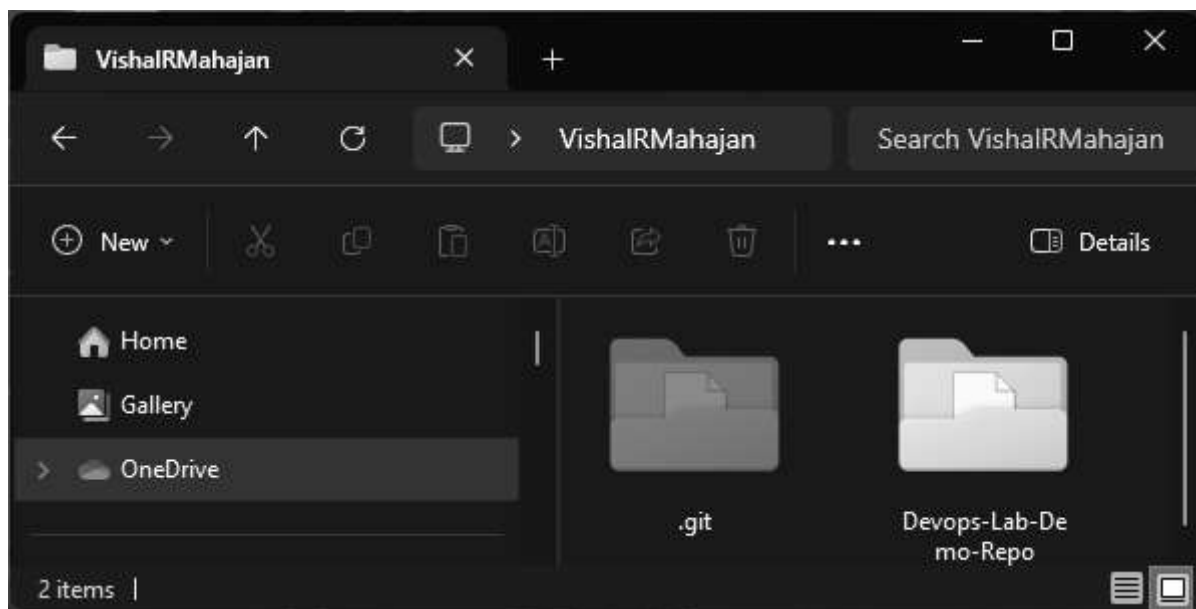 VishalRMahajan
VishalRMahajan
Search VishalRMahajan
New
Details
Home
Gallery
OneDrive
.git
Devops-Lab-De
mo-Repo
2 items